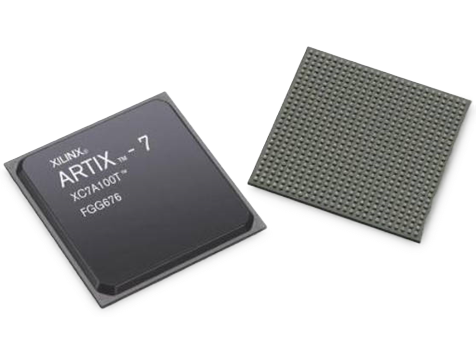 XILINX®
ARTIX™-7
XC7A100T™
FGG676